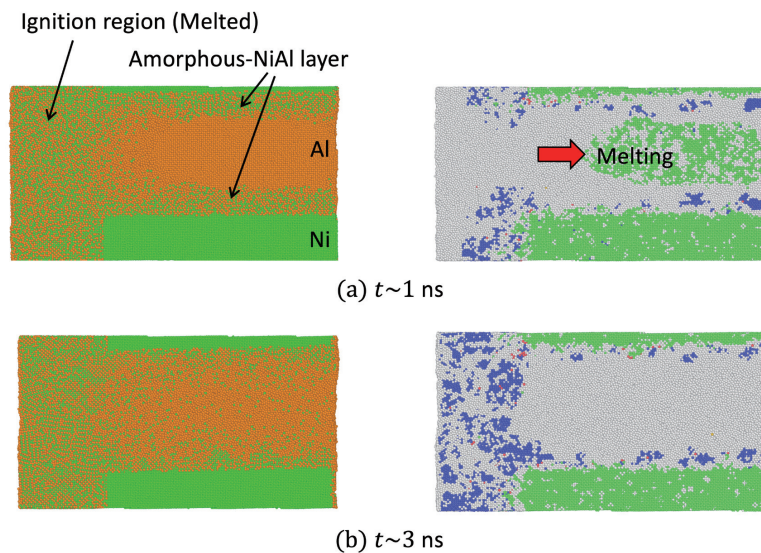 Ignition region (Melted)
Amorphous-NiAl layer
Al
Ni
Melting
(a) t~1 ns
(b) t~3 ns